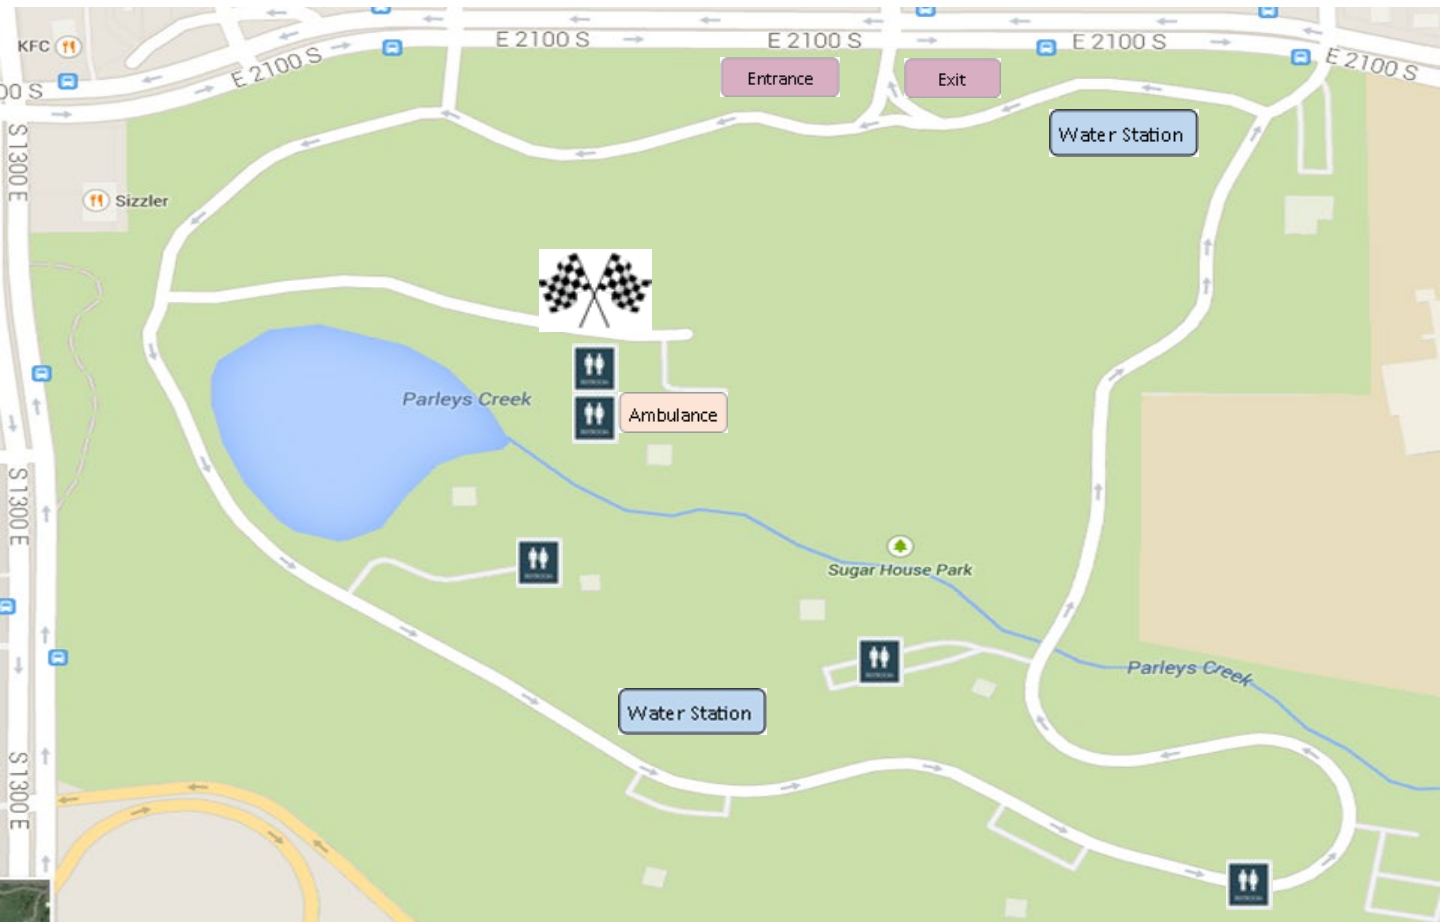 KFC
E 2100 S
E 2100 S
E 2100 S
E 2100 S
E 2100 S
00 S
Entrance
Exit
Water Station
S 1300 E
Sizzler
Parleys Creek
Ambulance
S 1300 E
Sugar House Park
Parleys Creek
Water Station
S 1300 E